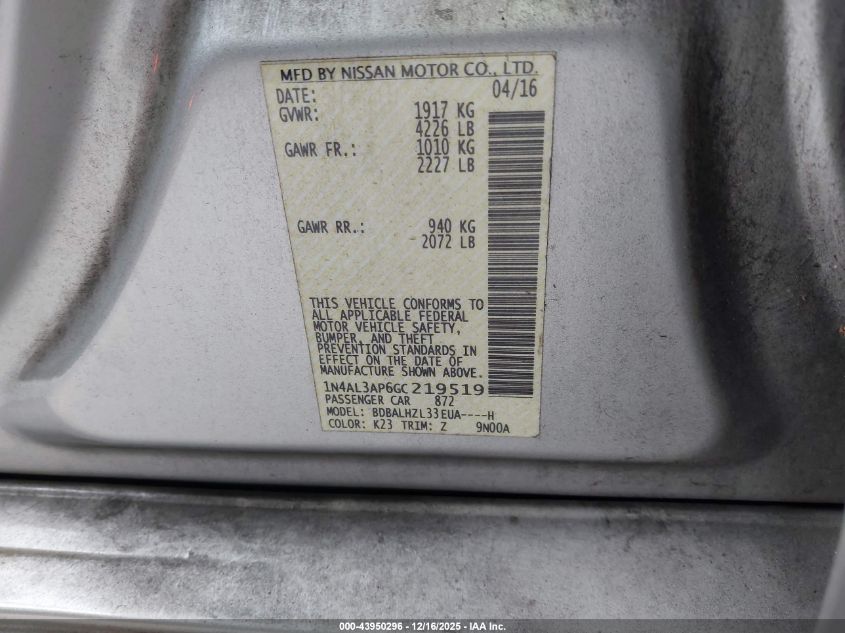 MFD BY NISSAN MOTOR CO., LTD.
DATE: 04/16
GVWR: 1917 KG
4226 LB
GAWR FR.: 1010 KG
2227 LB
GAWR RR.: 940 KG
2072 LB
THIS VEHICLE CONFORMS TO
ALL APPLICABLE FEDERAL
MOTOR VEHICLE SAFETY,
BUMPER, AND THEFT
PREVENTION STANDARDS IN
EFFECT ON THE DATE OF
MANUFACTURE SHOWN ABOVE.
1N4AL3AP6GC219519
PASSENGER CAR 872
MODEL: BDBALHZL33EUA----H
COLOR: K23 TRIM: Z 9N00A
000-43950296 - 12/16/2025 - IAA Inc.